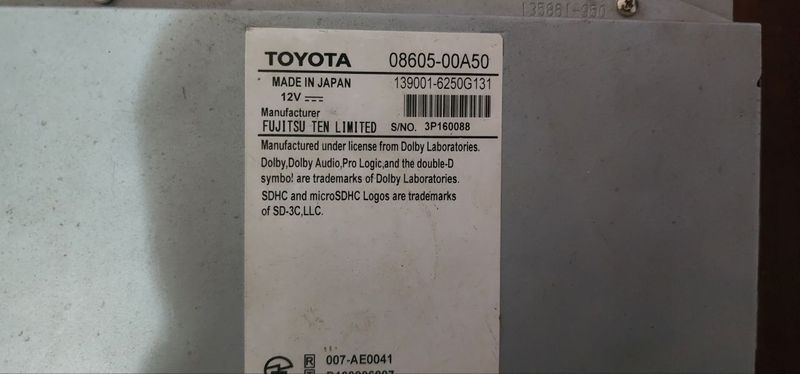 135881-350
TOYOTA 08605-00A50
MADE IN JAPAN 139001-6250G131
12V
Manufacturer
FUJITSU TEN LIMITED S/NO. 3P160088
Manufactured under license from Dolby Laboratories.
Dolby,Dolby Audio,Pro Logic,and the double-D
symbol are trademarks of Dolby Laboratories.
SDHC and microSDHC Logos are trademarks
of SD-3C,LLC.
R 007-AE0041